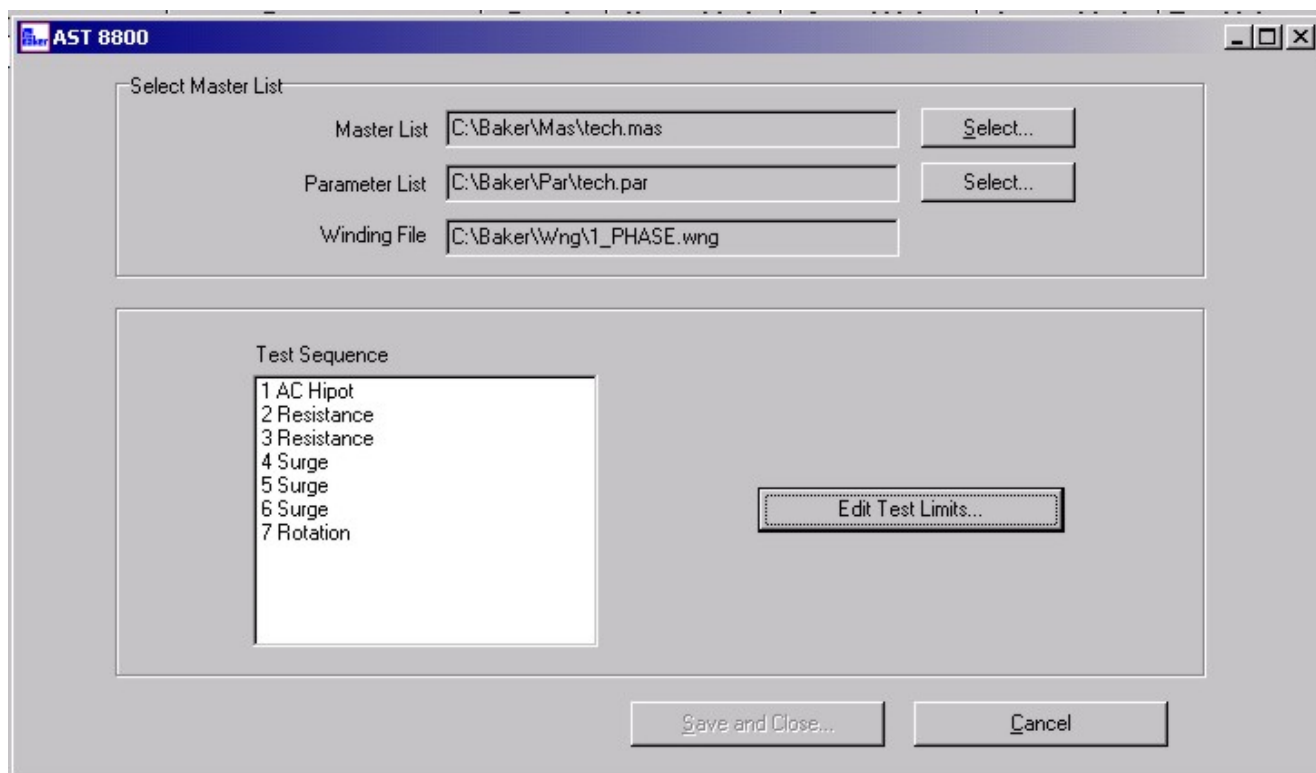 AST 8800
Select Master List
Master List C:\Baker\Mas\tech.mas Select...
Parameter List C:\Baker\Par\tech.par Select...
Winding File C:\Baker\Wng\1_PHASE.wng
Test Sequence
1 AC Hipot
2 Resistance
3 Resistance
4 Surge
5 Surge
6 Surge
7 Rotation
Edit Test Limits...
Save and Close...
Cancel